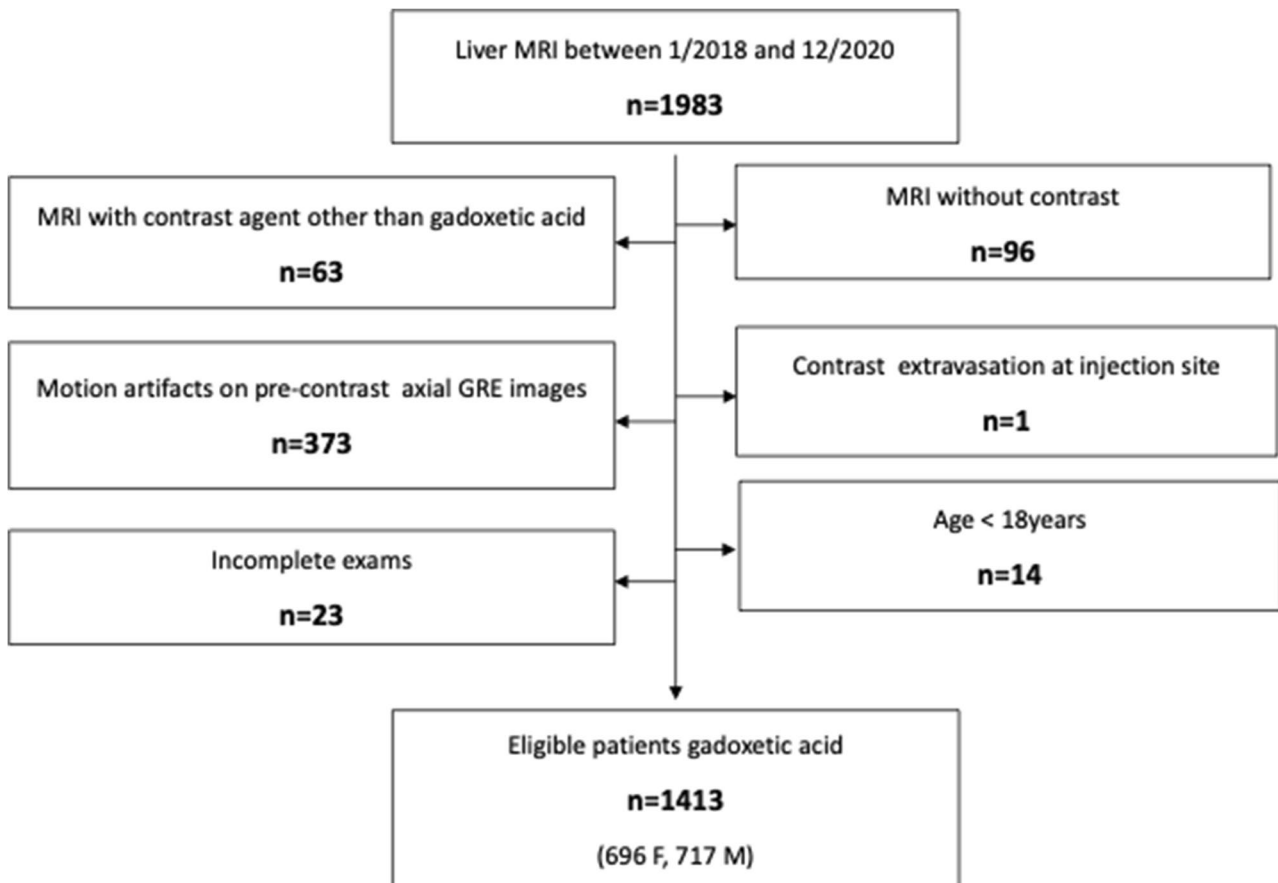 Liver MRI between 1/2018 and 12/2020
n=1983
MRI with contrast agent other than gadoxetic acid
n=63
MRI without contrast
n=96
Motion artifacts on pre-contrast axial GRE images
n=373
Contrast extravasation at injection site
n=1
Incomplete exams
n=23
Age < 18years
n=14
Eligible patients gadoxetic acid
n=1413
(696 F, 717 M)